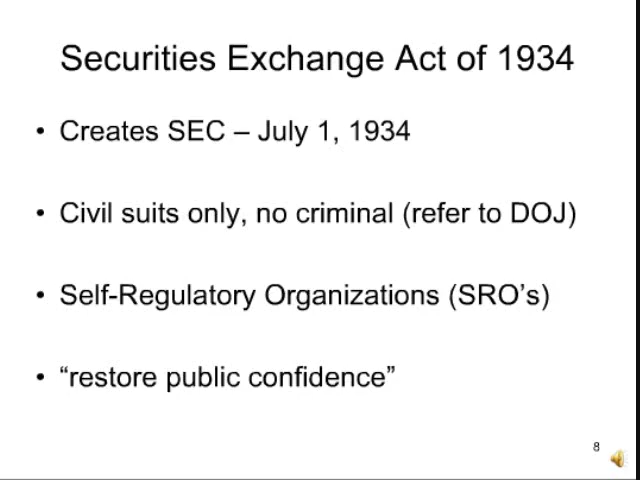 Securities Exchange Act of 1934
• Creates SEC – July 1, 1934
• Civil suits only, no criminal (refer to DOJ)
• Self-Regulatory Organizations (SRO’s)
• “restore public confidence”
8